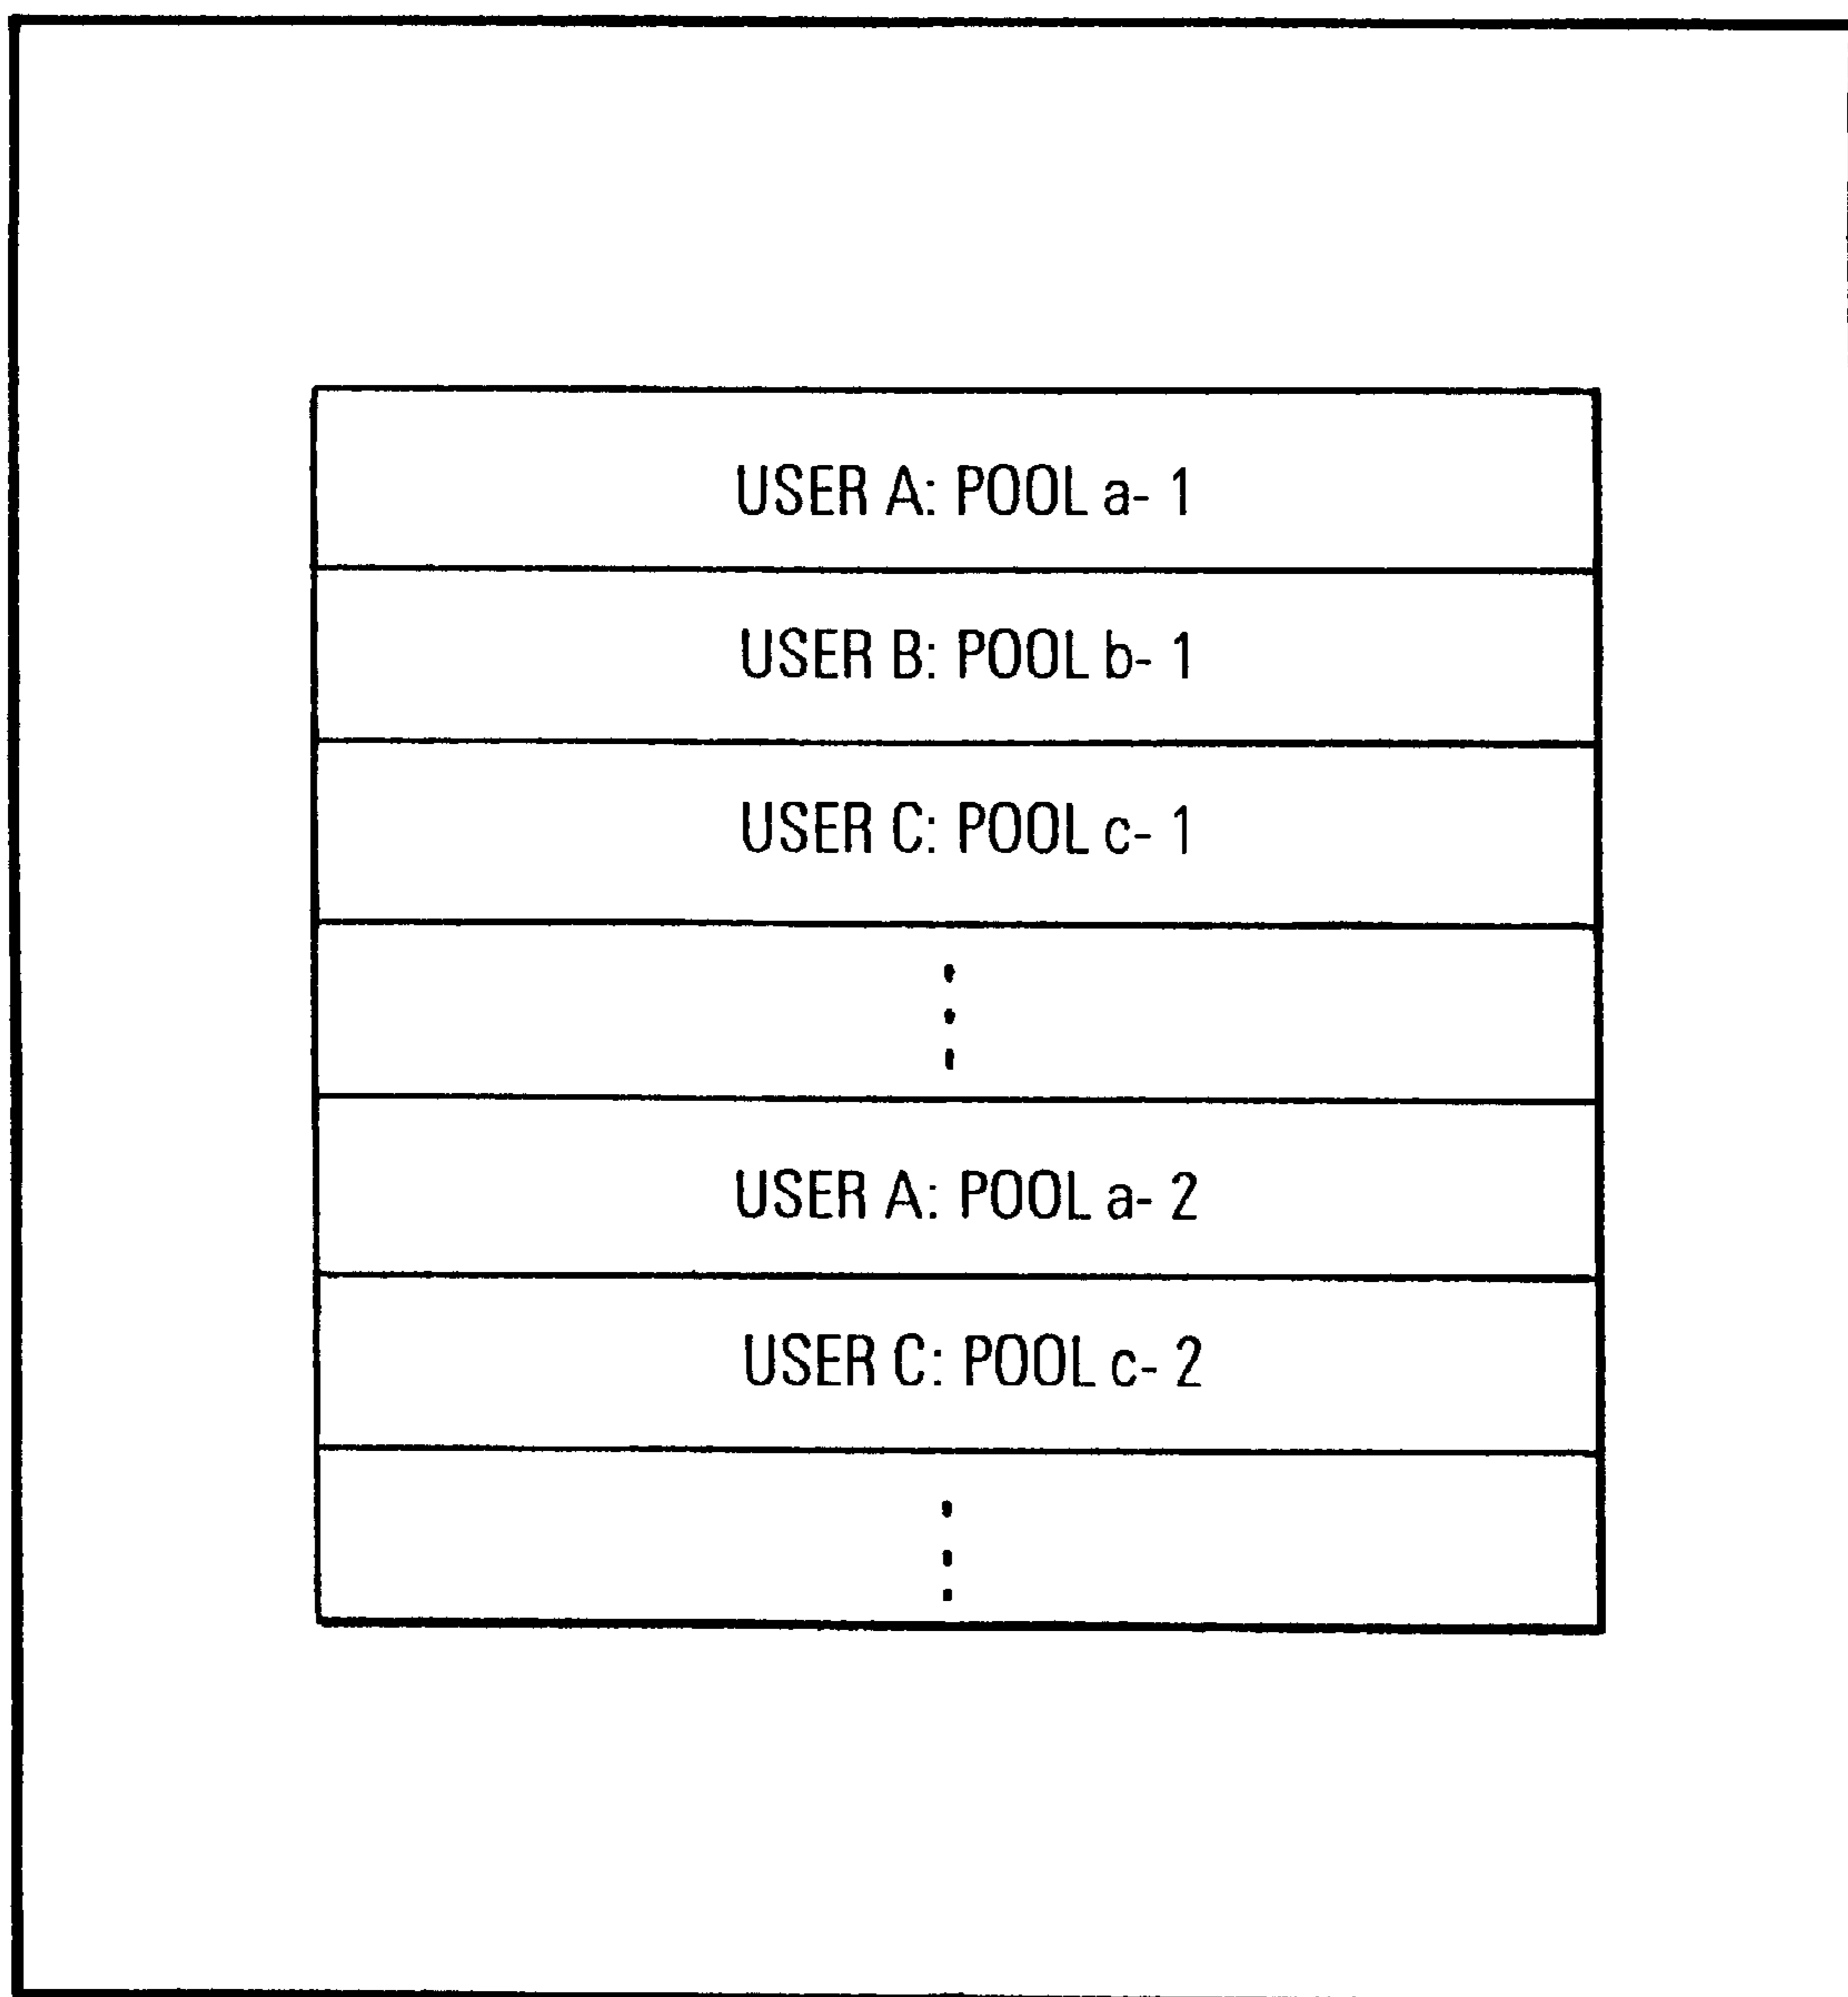 USER A: POOL a- 1
USER B: POOL b- 1
USER C: POOL c- 1
USER A: POOL a- 2
USER C: POOL c- 2